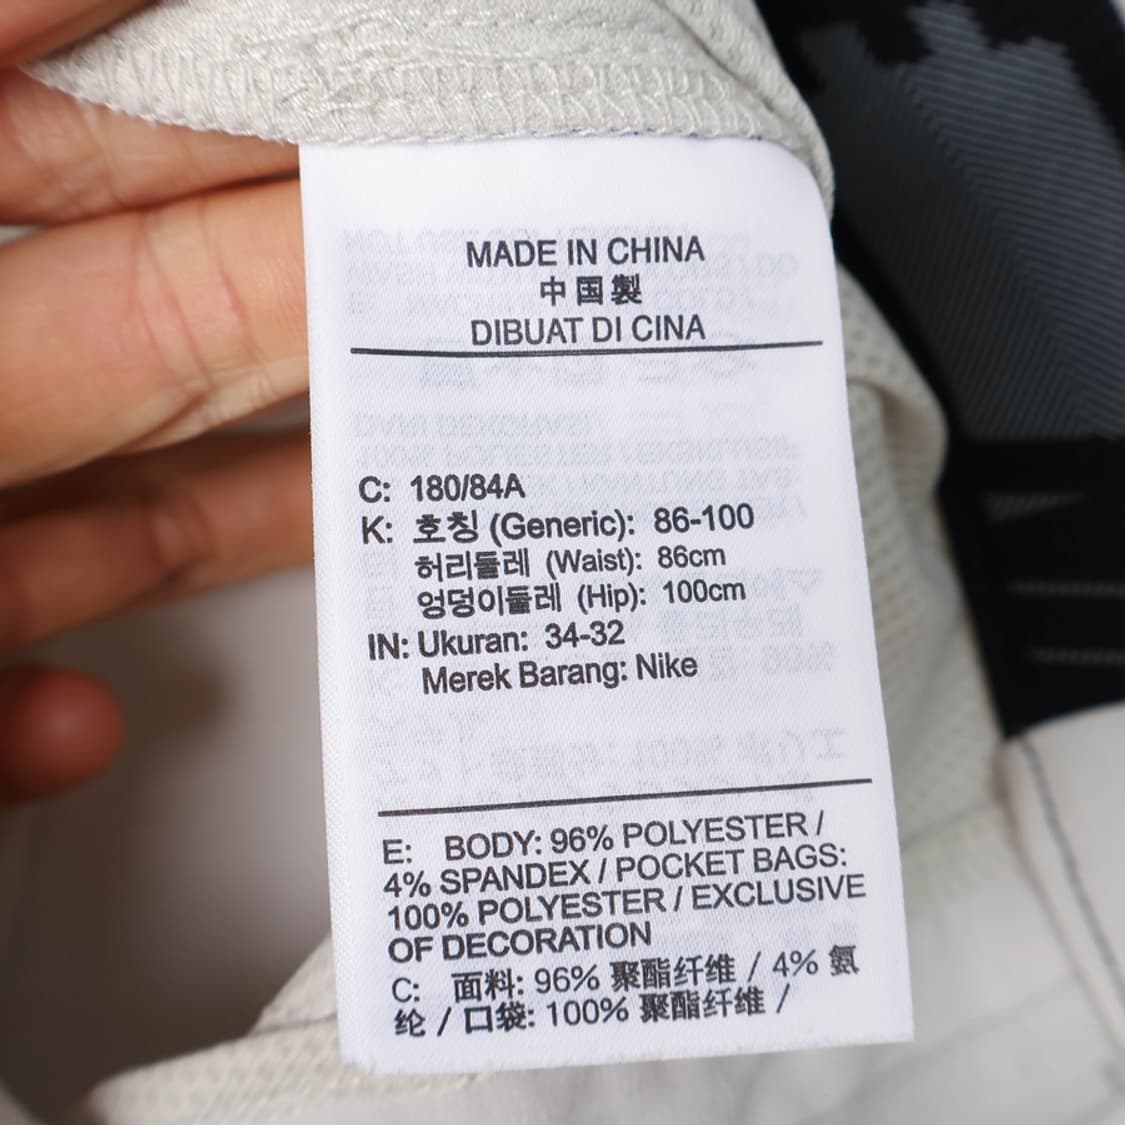 MADE IN CHINA
中国製
DIBUAT DI CINA
C: 180/84A
K: 호칭 (Generic): 86-100
허리둘레 (Waist): 86cm
엉덩이둘레 (Hip): 100cm
IN: Ukuran: 34-32
Merek Barang: Nike
E: BODY: 96% POLYESTER /
4% SPANDEX / POCKET BAGS:
100% POLYESTER / EXCLUSIVE
OF DECORATION
C: 面料: 96% 聚酯纤维 / 4% 氨
纶 / 口袋: 100% 聚酯纤维 /